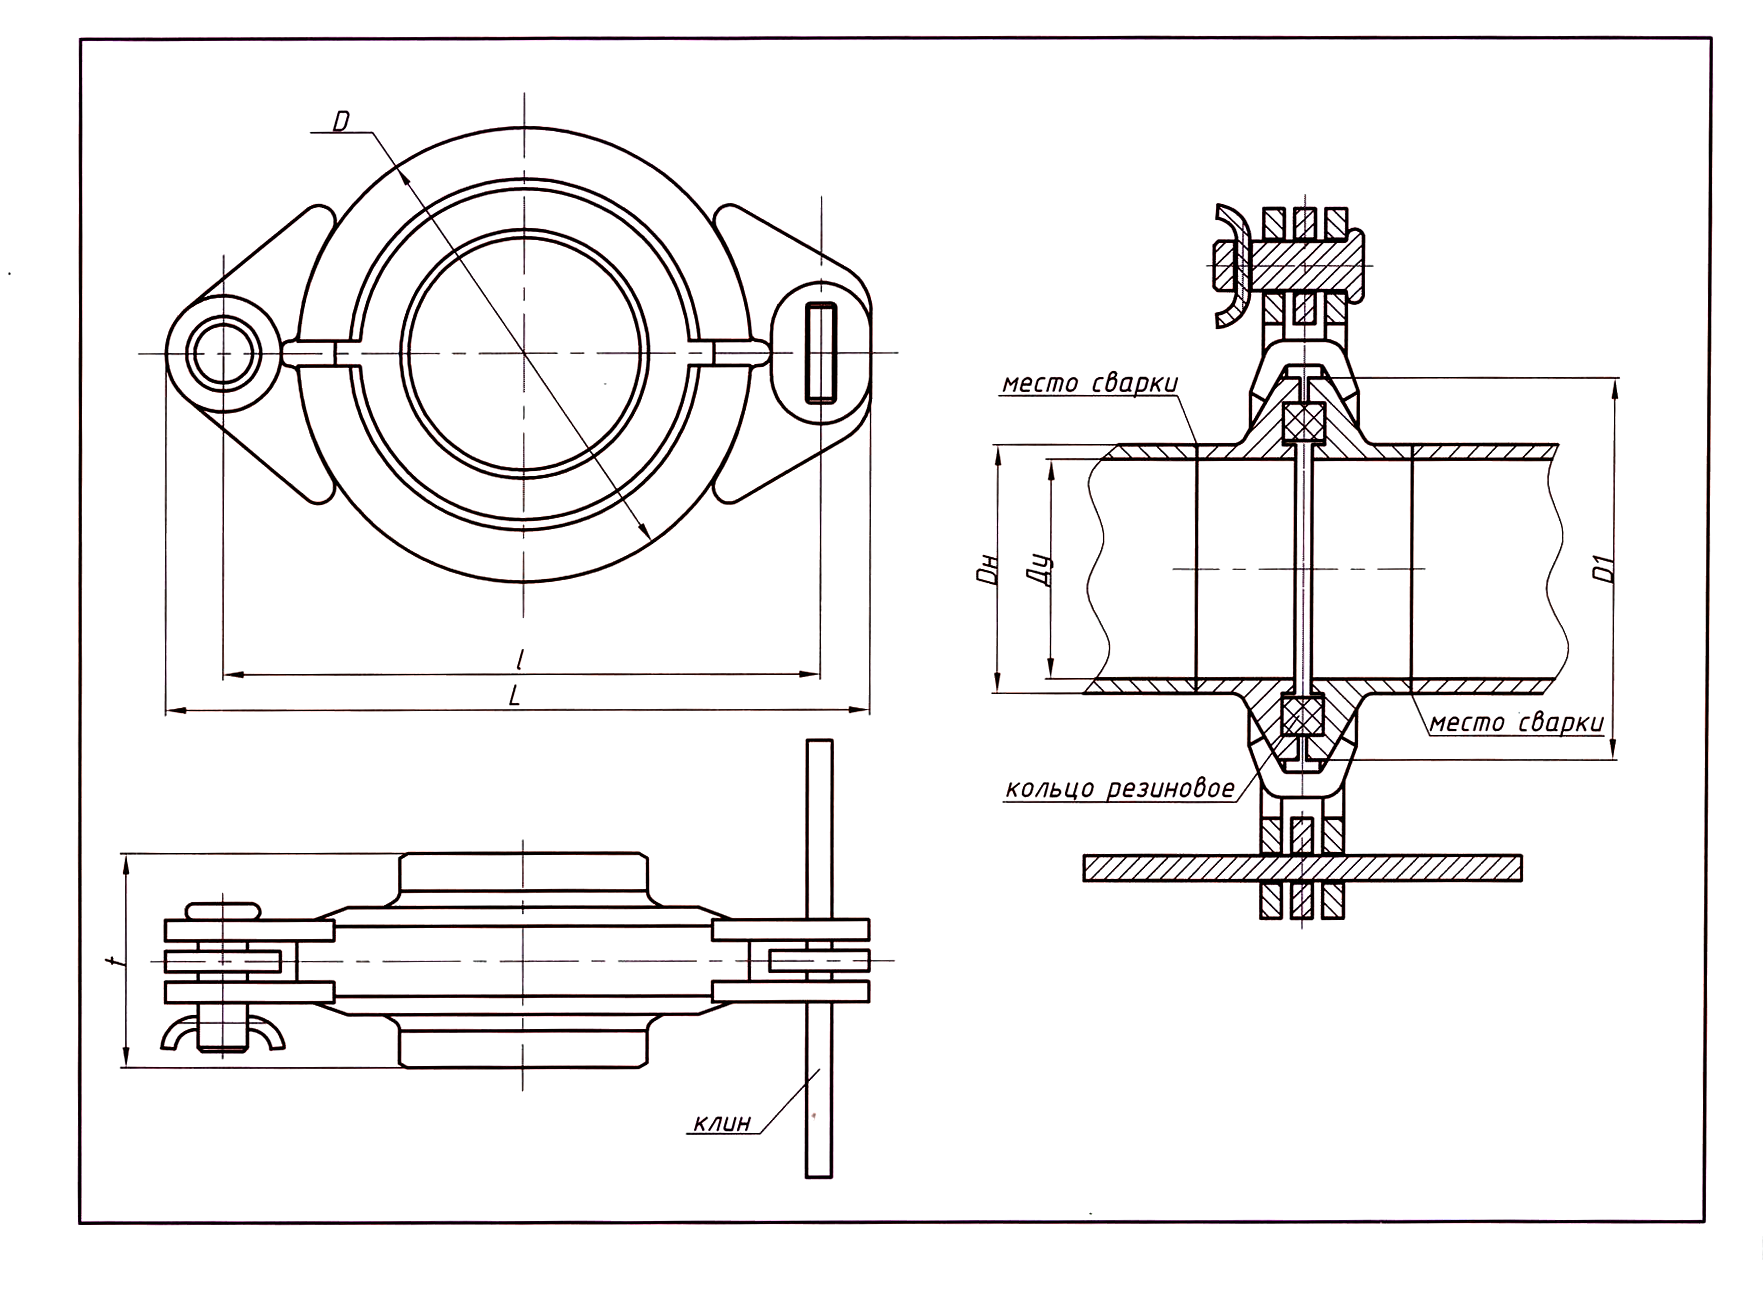 D
l
L
t
клин
место сварки
Dн
Ду
D1
место сварки
кольцо резиновое